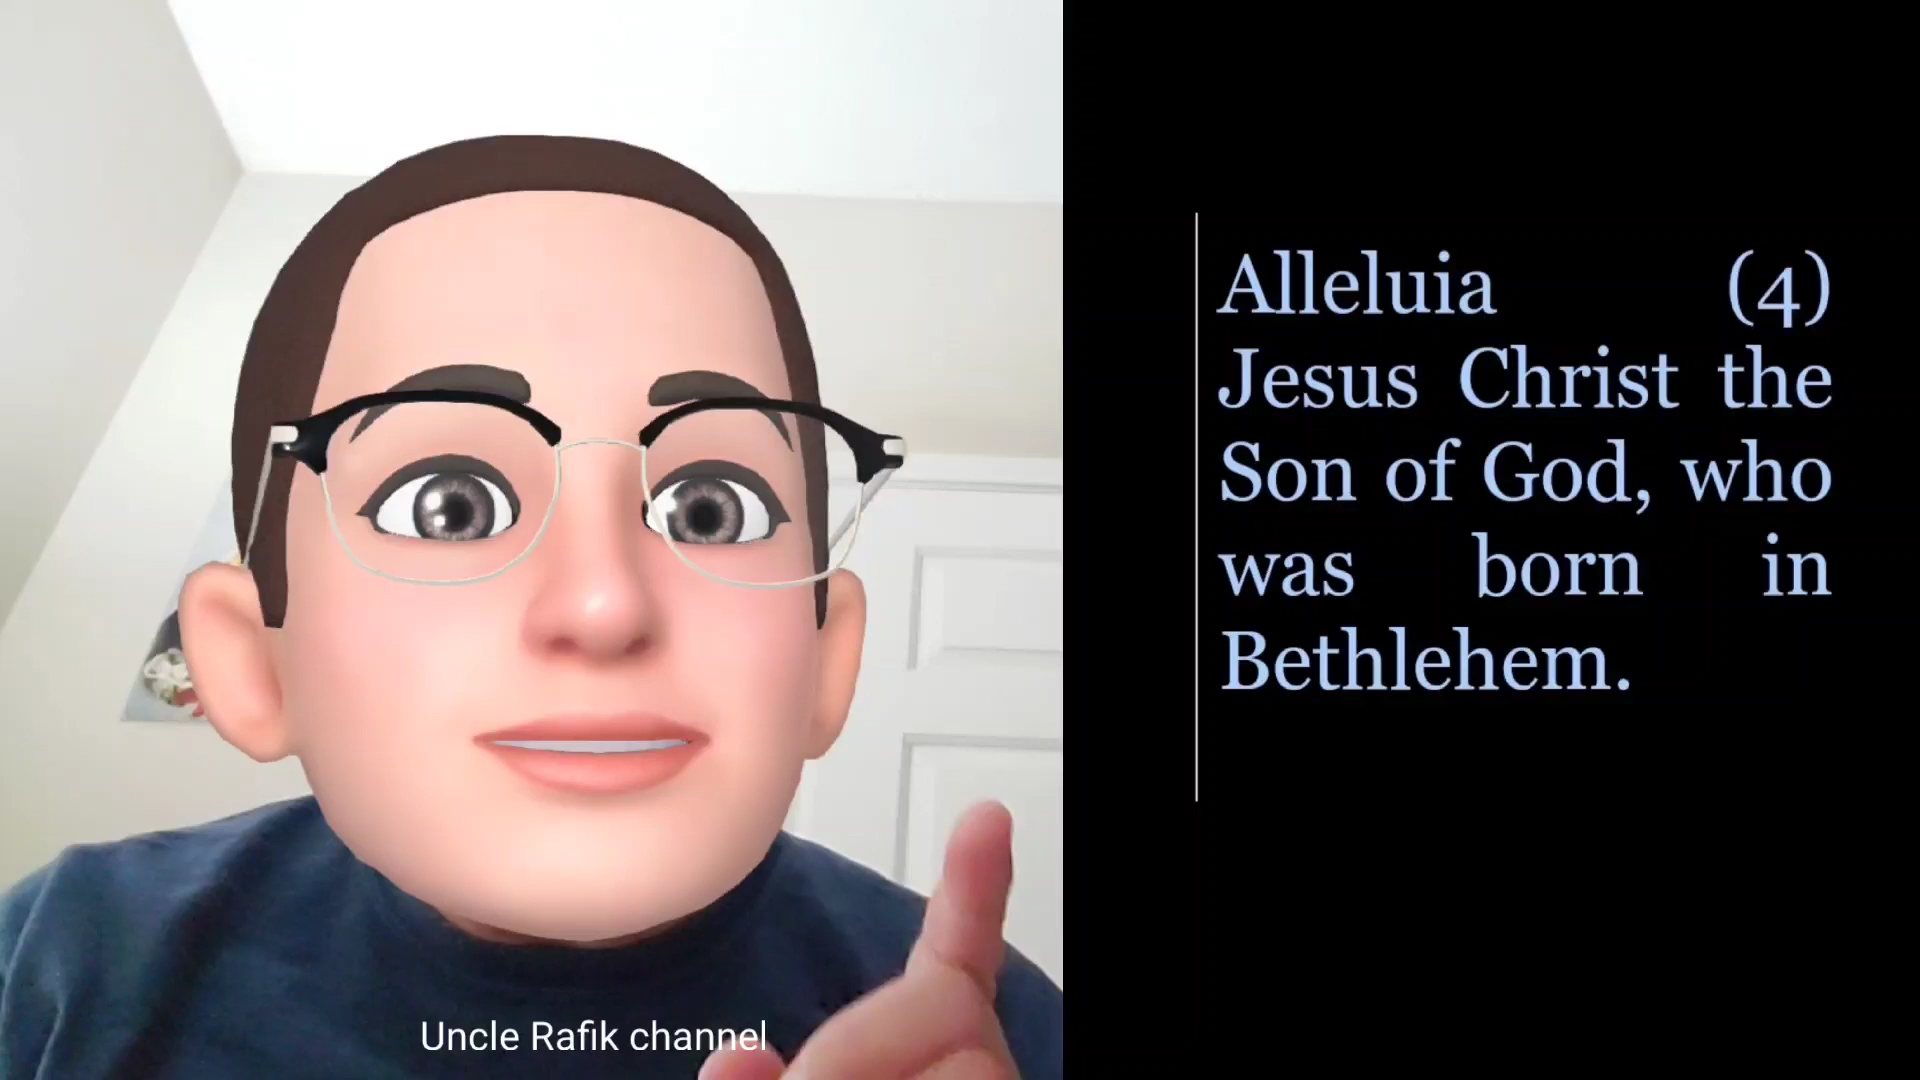 Alleluia (4)
Jesus Christ the
Son of God, who
was born in
Bethlehem.
Uncle Rafik channel